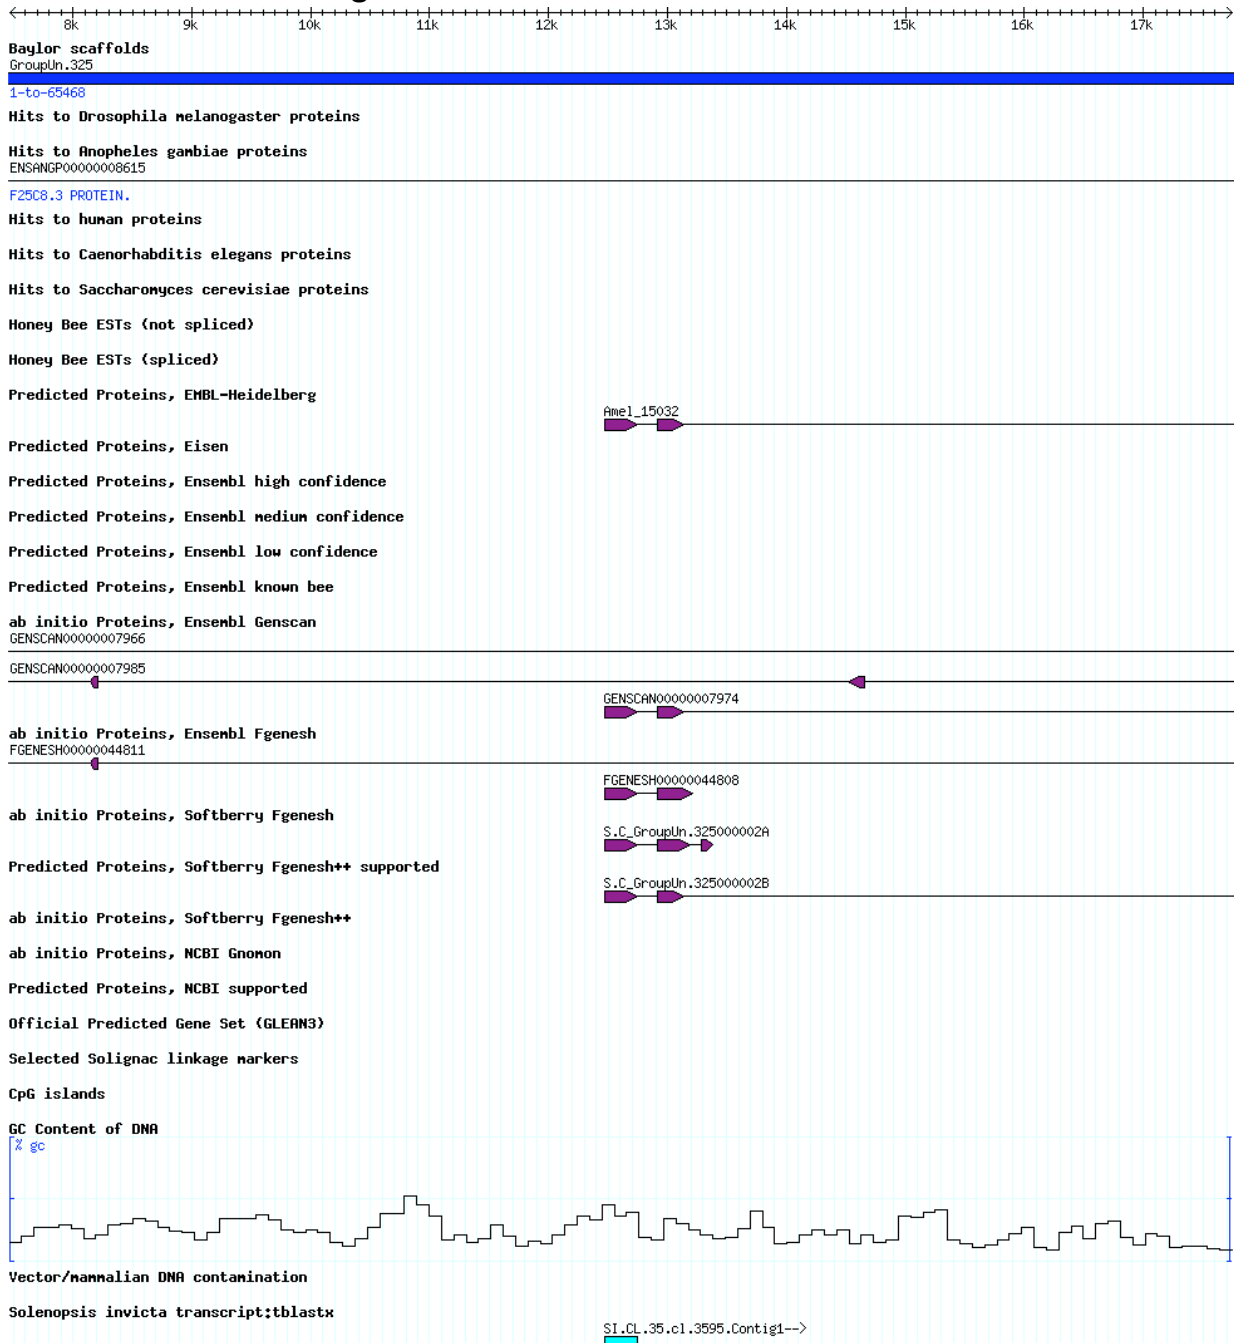 8k 9k 10k 11k 12k 13k 14k 15k 16k 17k
Baylor scaffolds
GroupUn.325
1-to-65468
Hits to Drosophila melanogaster proteins
Hits to Anopheles gambiae proteins
ENSANGP00000008615
F25C8.3 PROTEIN.
Hits to human proteins
Hits to Caenorhabditis elegans proteins
Hits to Saccharomyces cerevisiae proteins
Honey Bee ESTs (not spliced)
Honey Bee ESTs (spliced)
Predicted Proteins, EMBL-Heidelberg
Amel_15032
Predicted Proteins, Eisen
Predicted Proteins, Ensembl high confidence
Predicted Proteins, Ensembl medium confidence
Predicted Proteins, Ensembl low confidence
Predicted Proteins, Ensembl known bee
ab initio Proteins, Ensembl Genscan
GENSCAN00000007966
GENSCAN00000007985
GENSCAN00000007974
ab initio Proteins, Ensembl Fgenesh
FGENESH00000044811
FGENESH00000044808
ab initio Proteins, Softberry Fgenesh
S.C_GroupUn.325000002A
Predicted Proteins, Softberry Fgenesh++ supported
S.C_GroupUn.325000002B
ab initio Proteins, Softberry Fgenesh++
ab initio Proteins, NCBI Gnomon
Predicted Proteins, NCBI supported
Official Predicted Gene Set (GLEAN3)
Selected Solignac linkage markers
CpG islands
GC Content of DNA
% gc
Vector/mammalian DNA contamination
Solenopsis invicta transcript:tblastx
SI.CL.35.cl.3595.Contig1-->